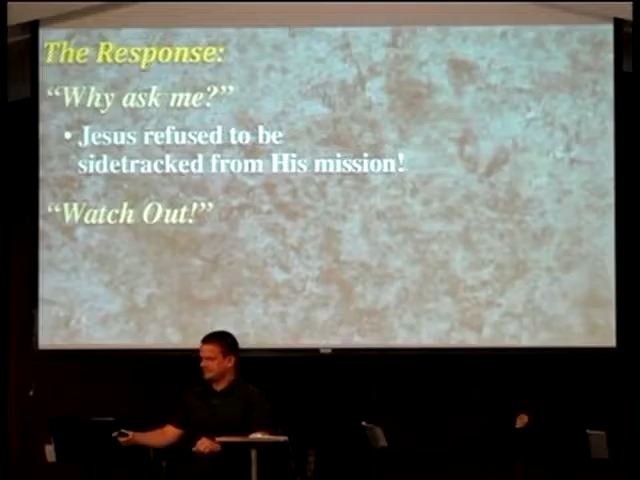 The Response:
“Why ask me?”
• Jesus refused to be
sidetracked from His mission!
“Watch Out!”